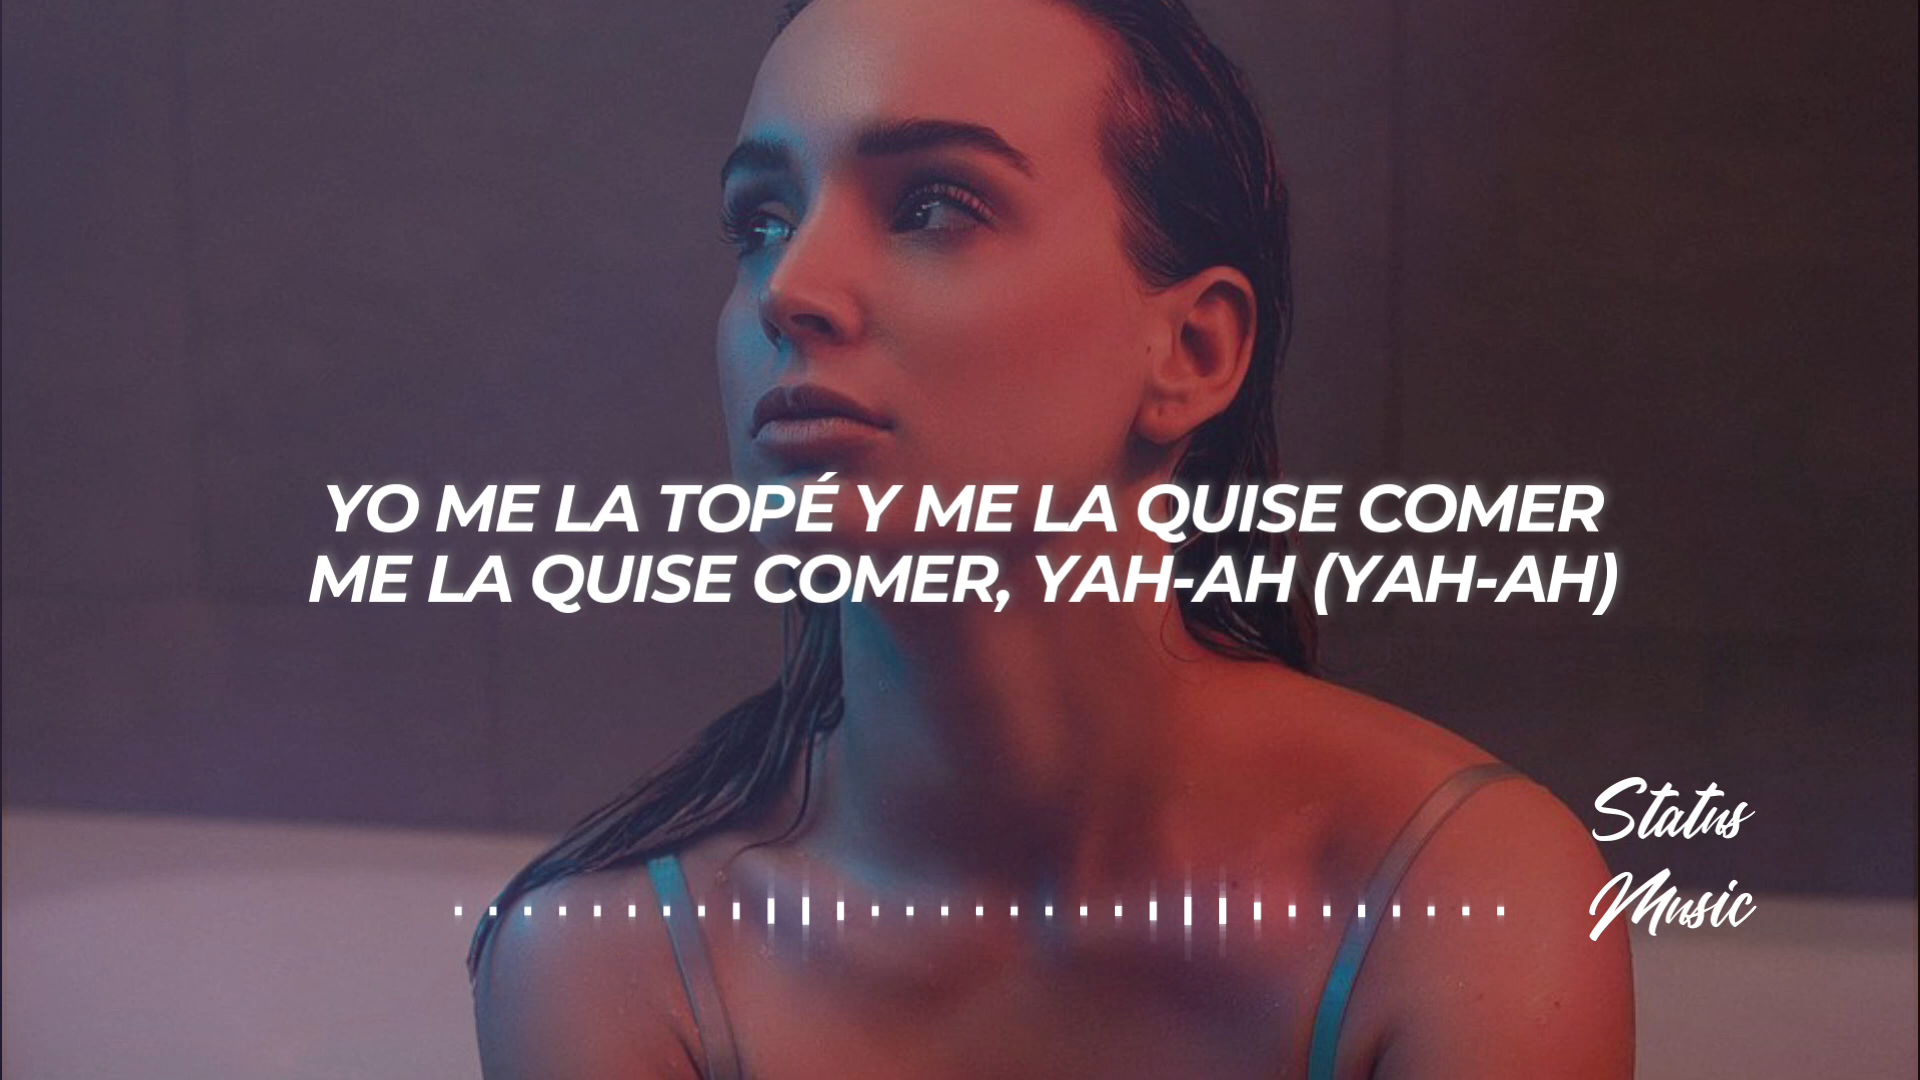 YO ME LA TOPÉ Y ME LA QUISE COMER
ME LA QUISE COMER, YAH-AH (YAH-AH)
Status
Music